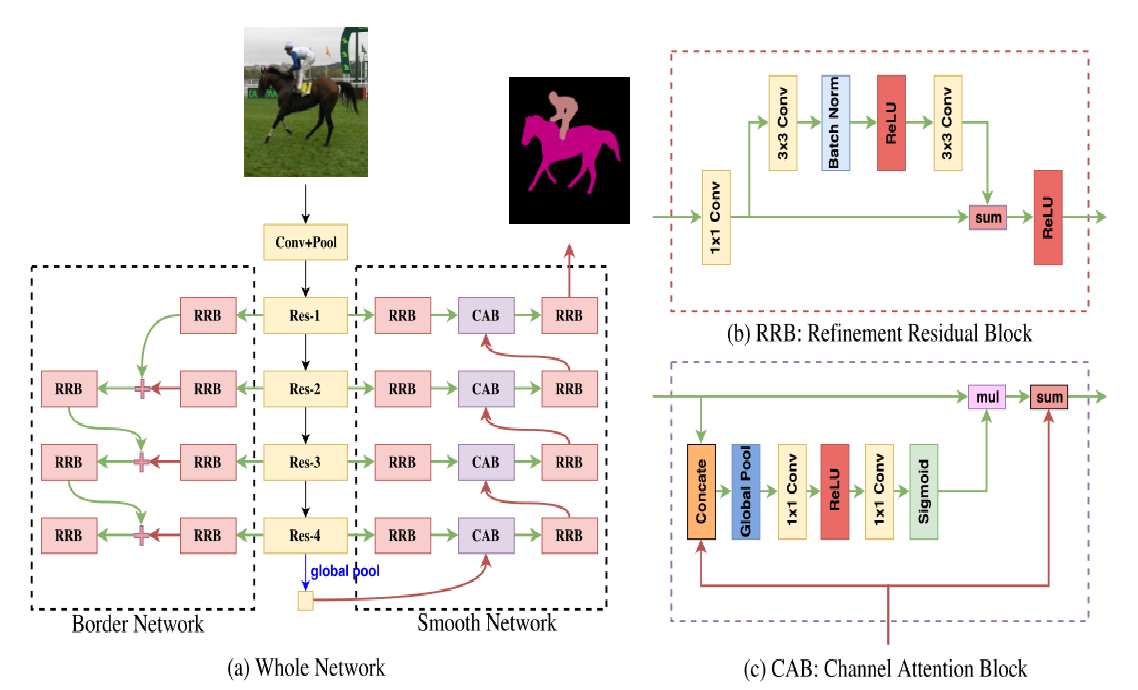 Conv+Pool
RRB Res-1 RRB CAB RRB
RRB RRB Res-2 RRB CAB RRB
RRB RRB Res-3 RRB CAB RRB
RRB RRB Res-4 RRB CAB RRB
global pool
Border Network
Smooth Network
(a) Whole Network
1x1 Conv
3x3 Conv
Batch Norm
ReLU
3x3 Conv
sum
ReLU
(b) RRB: Refinement Residual Block
mul
sum
Concate
Global Pool
1x1 Conv
ReLU
1x1 Conv
Sigmoid
(c) CAB: Channel Attention Block